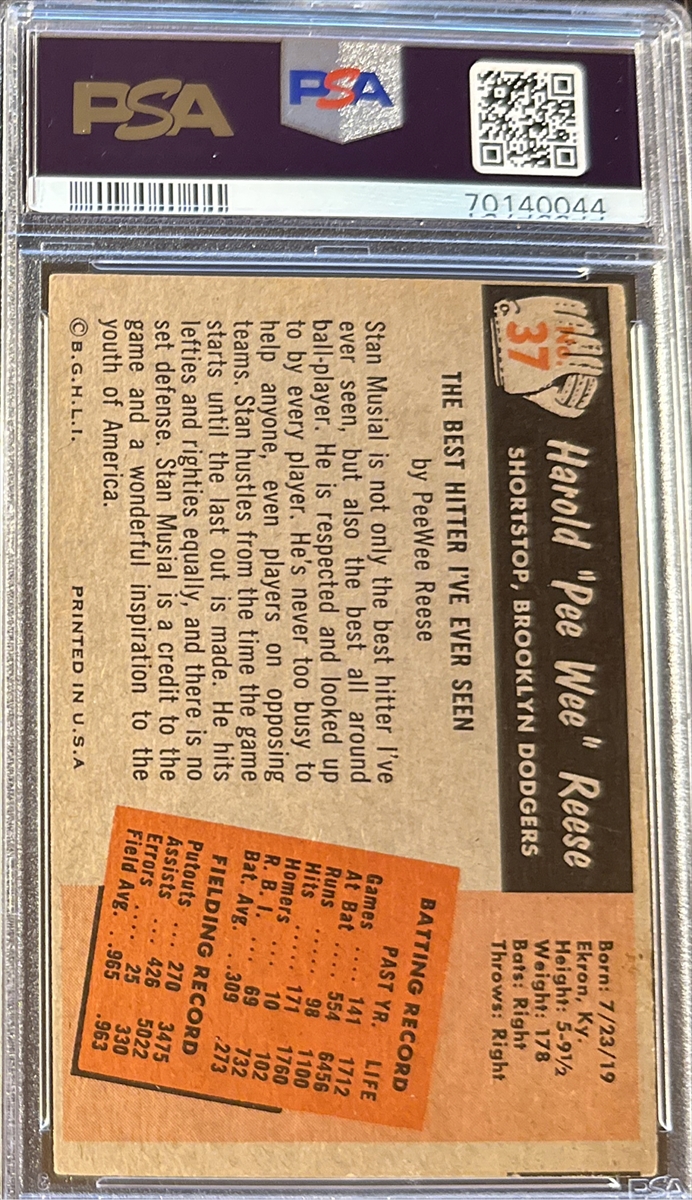 PSA
PSA
70140044
No.
37
Harold "Pee Wee" Reese
SHORTSTOP, BROOKLYN DODGERS
Born: 7/23/19
Ekron, Ky.
Height: 5-9½
Weight: 178
Bats: Right
Throws: Right
THE BEST HITTER I'VE EVER SEEN
by PeeWee Reese
Stan Musial is not only the best hitter I've
ever seen, but also the best all around
ball-player. He is respected and looked up
to by every player. He's never too busy to
help anyone, even players on opposing
teams. Stan hustles from the time the game
starts until the last out is made. He hits
lefties and righties equally, and there is no
set defense. Stan Musial is a credit to the
game and a wonderful inspiration to the
youth of America.
© B.G.H.L.I. PRINTED IN U.S.A
BATTING RECORD
PAST YR. LIFE
Games .... 141 1712
At Bat .... 554 6456
Runs ..... 98 1100
Hits ..... 171 1760
Homers .... 10 102
R. B. I. ... 69 732
Bat. Avg. .. .309 .273
FIELDING RECORD
Putouts ... 270 3475
Assists ... 426 5022
Errors .... 25 330
Field Avg. .. .965 .963
PSA